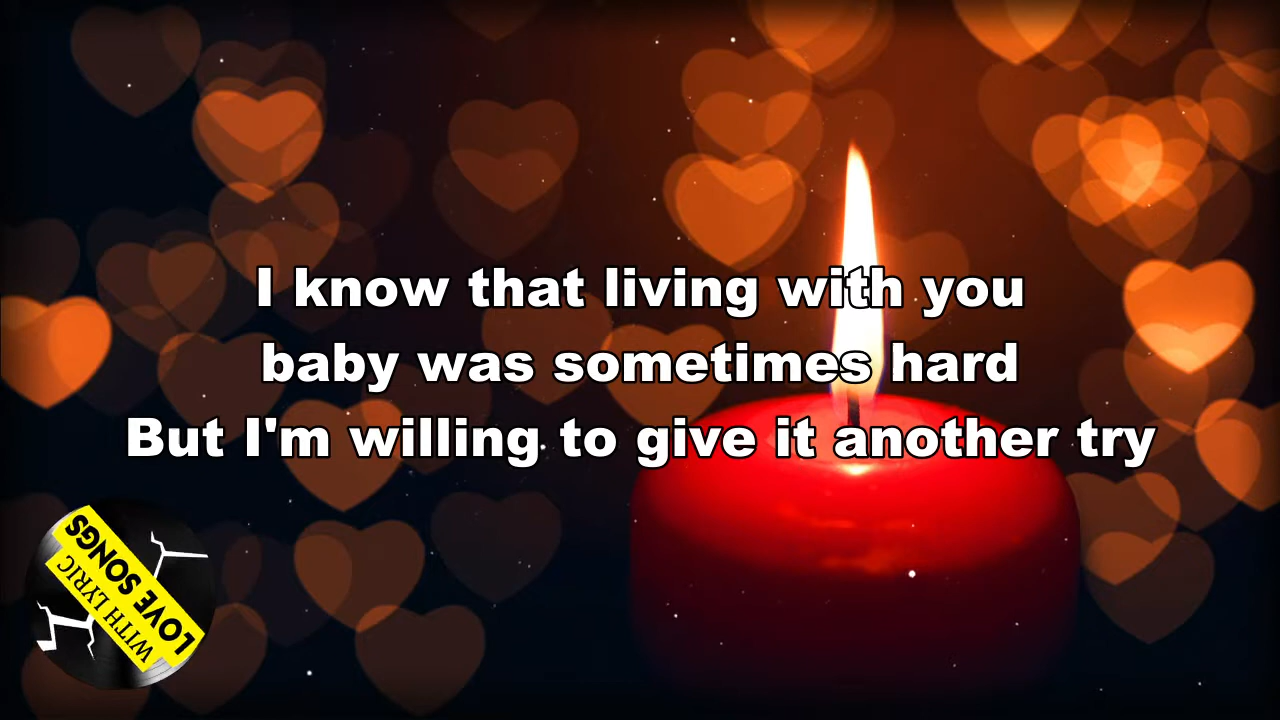 I know that living with you
baby was sometimes hard
But I'm willing to give it another try
LOVE SONGS
WITH LYRIC